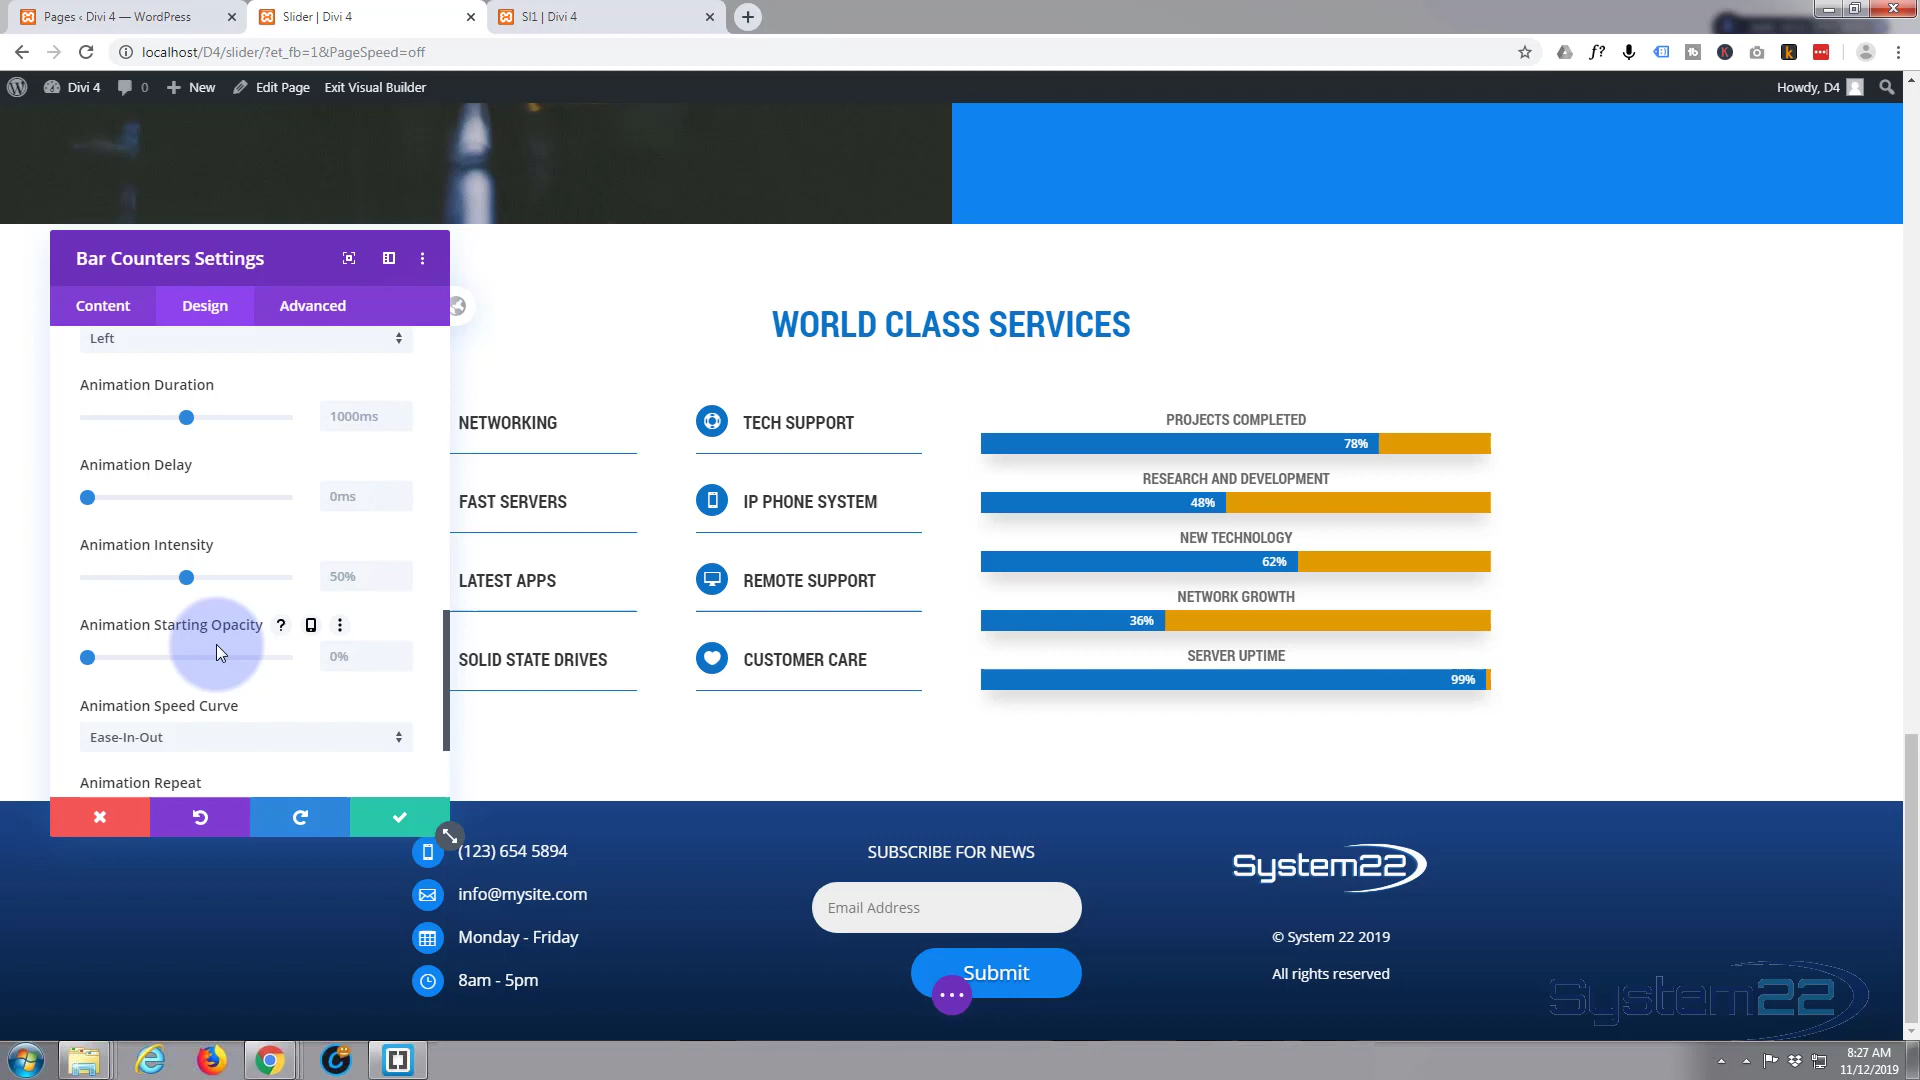 Pages ‹ Divi 4 — WordPress
Slider | Divi 4
Sl1 | Divi 4
localhost/D4/slider/?et_fb=1&PageSpeed=off
Divi 4
0
New
Edit Page
Exit Visual Builder
Howdy, D4
Bar Counters Settings
Content
Design
Advanced
Left
Animation Duration
1000ms
Animation Delay
0ms
Animation Intensity
50%
Animation Starting Opacity
0%
Animation Speed Curve
Ease-In-Out
Animation Repeat
WORLD CLASS SERVICES
NETWORKING
FAST SERVERS
LATEST APPS
SOLID STATE DRIVES
TECH SUPPORT
IP PHONE SYSTEM
REMOTE SUPPORT
CUSTOMER CARE
PROJECTS COMPLETED
78%
RESEARCH AND DEVELOPMENT
48%
NEW TECHNOLOGY
62%
NETWORK GROWTH
36%
SERVER UPTIME
99%
(123) 654 5894
info@mysite.com
Monday - Friday
8am - 5pm
SUBSCRIBE FOR NEWS
Email Address
Submit
System22
© System 22 2019
All rights reserved
System22
8:27 AM
11/12/2019